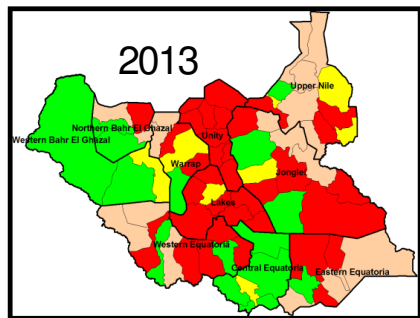 2013
Upper Nile
Northern Bahr El Ghazal
Unity
Western Bahr El Ghazal
Warrap
Jonglei
Lakes
Western Equatoria
Central Equatoria
Eastern Equatoria